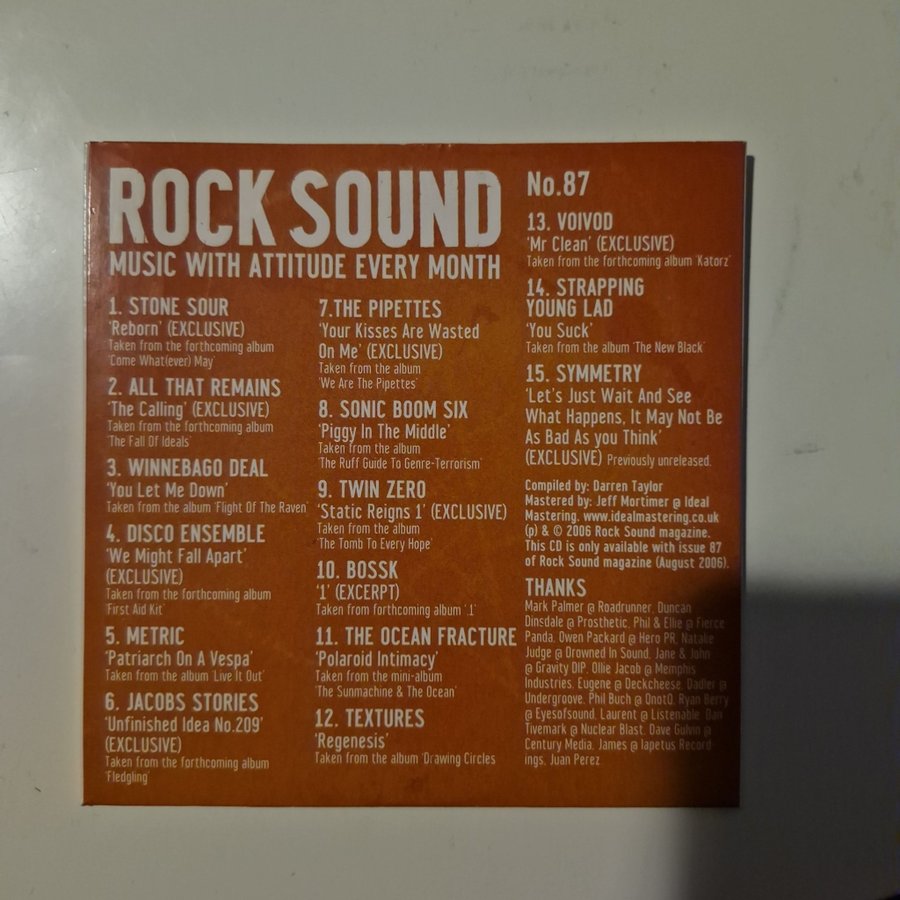 ROCK SOUND
MUSIC WITH ATTITUDE EVERY MONTH
1. STONE SOUR
'Reborn' (EXCLUSIVE)
Taken from the forthcoming album
'Come What(ever) May'
2. ALL THAT REMAINS
'The Calling' (EXCLUSIVE)
Taken from the forthcoming album
'The Fall Of Ideals'
3. WINNEBAGO DEAL
'You Let Me Down'
Taken from the album 'Flight Of The Raven'
4. DISCO ENSEMBLE
'We Might Fall Apart'
(EXCLUSIVE)
Taken from the forthcoming album
'First Aid Kit'
5. METRIC
'Patriarch On A Vespa'
Taken from the album 'Live It Out'
6. JACOBS STORIES
'Unfinished Idea No.209'
(EXCLUSIVE)
Taken from the forthcoming album
'Fledgling'
7.THE PIPETTES
'Your Kisses Are Wasted
On Me' (EXCLUSIVE)
Taken from the album
'We Are The Pipettes'
8. SONIC BOOM SIX
'Piggy In The Middle'
Taken from the album
'The Ruff Guide To Genre-Terrorism'
9. TWIN ZERO
'Static Reigns 1' (EXCLUSIVE)
Taken from the album
'The Tomb To Every Hope'
10. BOSSK
'1' (EXCERPT)
Taken from forthcoming album '.1'
11. THE OCEAN FRACTURE
'Polaroid Intimacy'
Taken from the mini-album
'The Sunmachine & The Ocean'
12. TEXTURES
'Regenesis'
Taken from the album 'Drawing Circles
No.87
13. VOIVOD
'Mr Clean' (EXCLUSIVE)
Taken from the forthcoming album 'Katorz'
14. STRAPPING
YOUNG LAD
'You Suck'
Taken from the album 'The New Black'
15. SYMMETRY
'Let's Just Wait And See
What Happens, It May Not Be
As Bad As you Think'
(EXCLUSIVE) Previously unreleased.
Compiled by: Darren Taylor
Mastered by: Jeff Mortimer @ Ideal
Mastering. www.idealmastering.co.uk
(p) & © 2006 Rock Sound magazine.
This CD is only available with issue 87
of Rock Sound magazine (August 2006).
THANKS
Mark Palmer @ Roadrunner, Duncan
Dinsdale @ Prosthetic, Phil & Ellie @ Fierce
Panda, Owen Packard @ Hero PR, Natalie
Judge @ Drowned In Sound, Jane & John
@ Gravity DIP, Ollie Jacob @ Memphis
Industries, Eugene @ Deckcheese, Dadler @
Undergroove, Phil Buch @ OnotO, Ryan Berry
@ Eyesofsound, Laurent @ Listenable, Dan
Tivemark @ Nuclear Blast, Dave Gulvin @
Century Media, James @ Iapetus Record
ings, Juan Perez